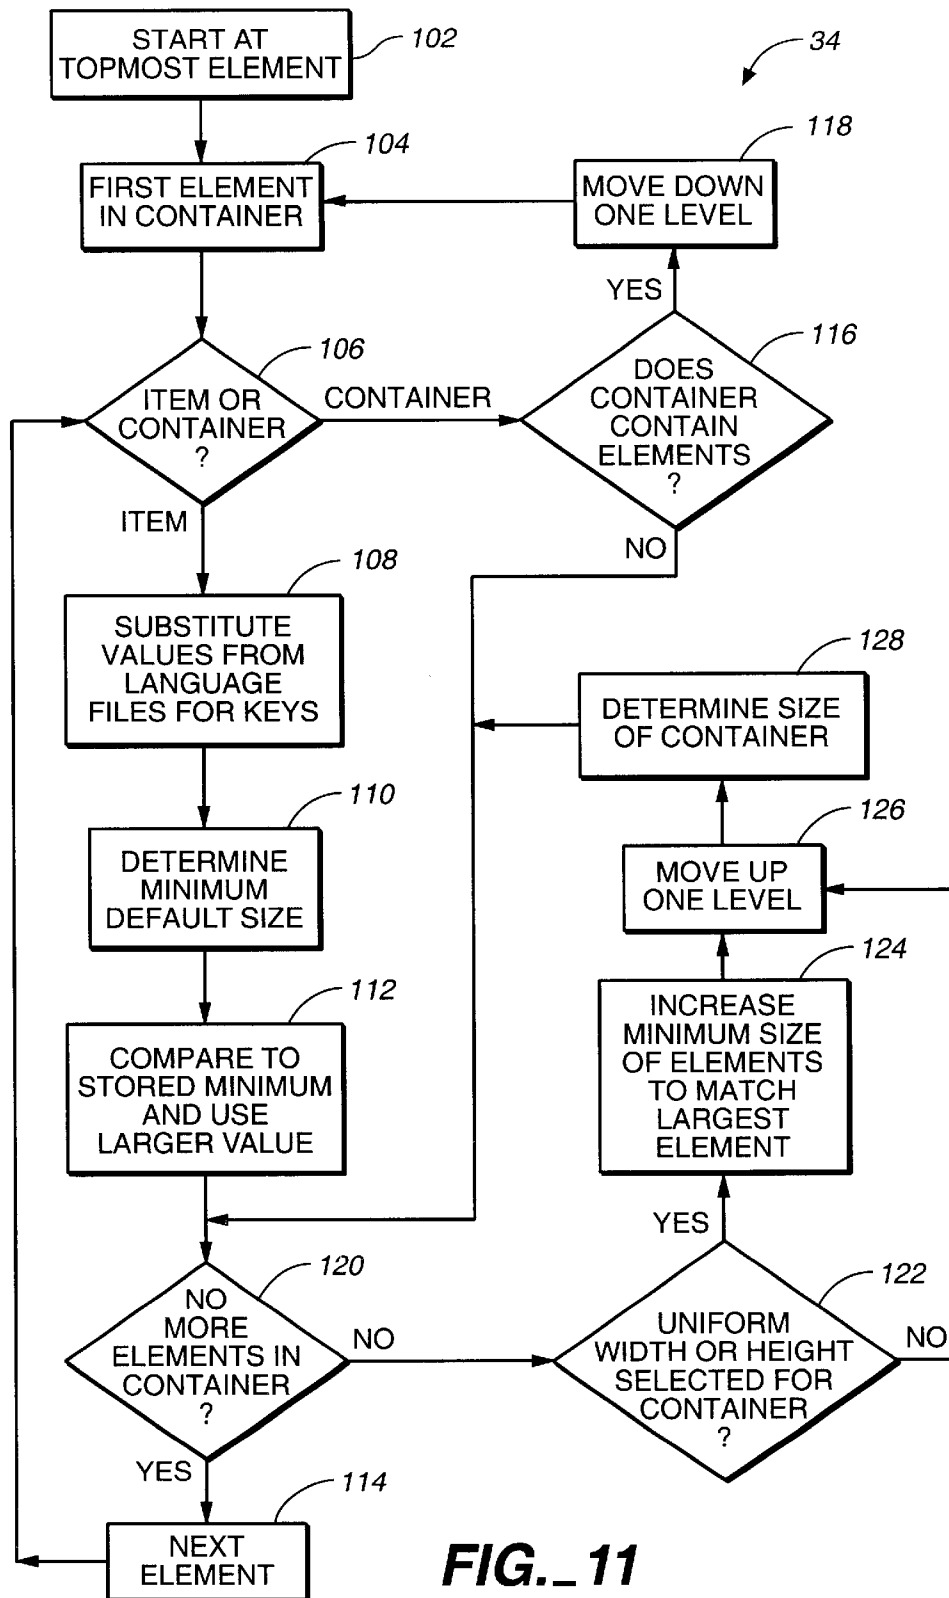 START AT
TOPMOST ELEMENT
102
34
104
FIRST ELEMENT
IN CONTAINER
118
MOVE DOWN
ONE LEVEL
YES
106
ITEM OR
CONTAINER
?
CONTAINER
116
DOES
CONTAINER
CONTAIN
ELEMENTS
?
ITEM
NO
108
SUBSTITUTE
VALUES FROM
LANGUAGE
FILES FOR KEYS
128
DETERMINE SIZE
OF CONTAINER
110
DETERMINE
MINIMUM
DEFAULT SIZE
126
MOVE UP
ONE LEVEL
112
COMPARE TO
STORED MINIMUM
AND USE
LARGER VALUE
124
INCREASE
MINIMUM SIZE
OF ELEMENTS
TO MATCH
LARGEST
ELEMENT
YES
120
NO
MORE
ELEMENTS IN
CONTAINER
?
NO
122
UNIFORM
WIDTH OR HEIGHT
SELECTED FOR
CONTAINER
?
NO
YES
114
NEXT
ELEMENT
FIG._11